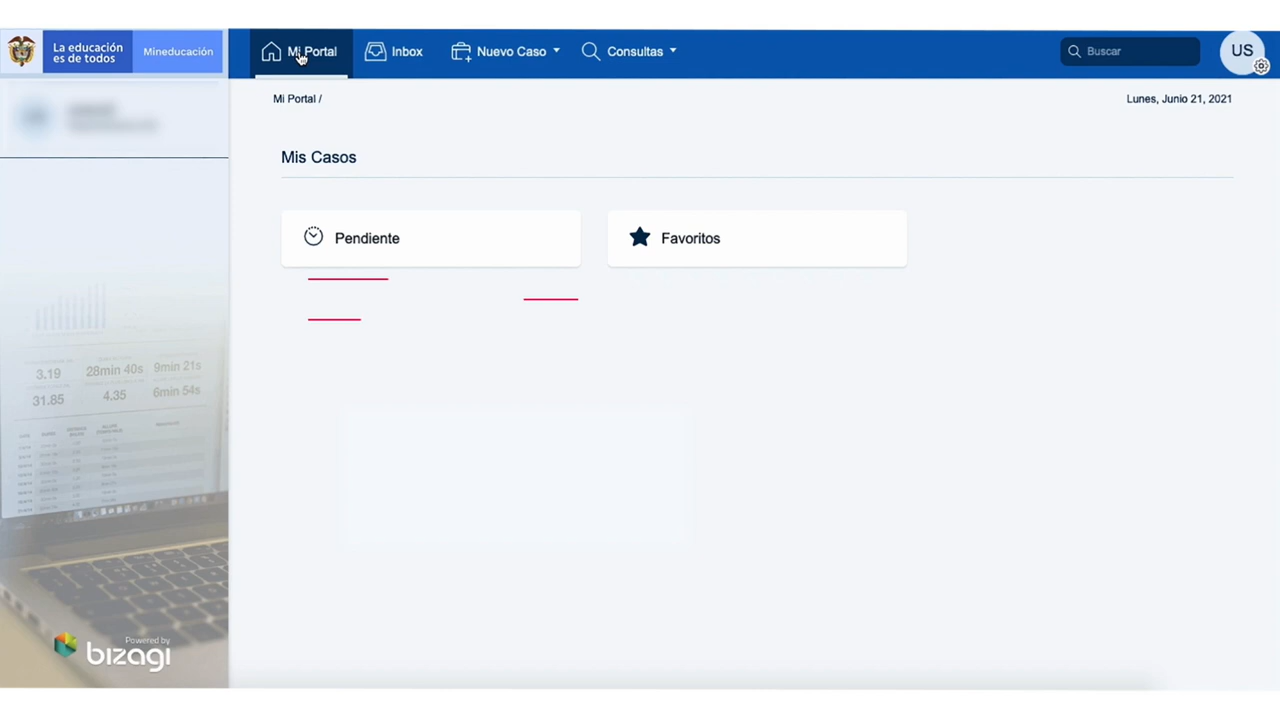 La educación
es de todos
Mineducación
Mi Portal
Inbox
Nuevo Caso
Consultas
Buscar
US
Mi Portal /
Lunes, Junio 21, 2021
Mis Casos
Pendiente
Favoritos
3.19 28min 40s 9min 21s
31.85 4.35 6min 54s
Powered by
bizagi